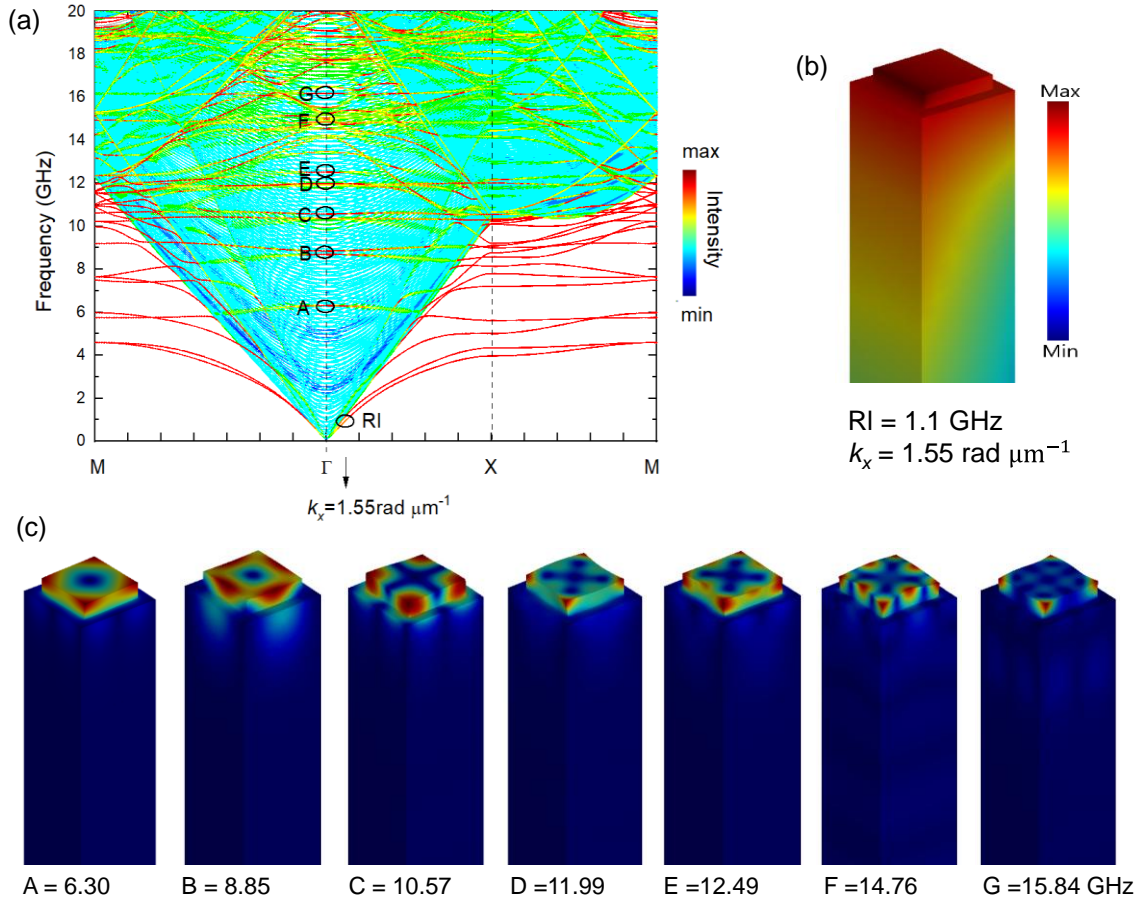 (a)
Frequency (GHz)
20
18
16
14
12
10
8
6
4
2
0
G
F
E
D
C
B
A
RI
M
Γ
X
M
kx=1.55rad μm⁻¹
max
Intensity
min
(b)
Max
Min
RI = 1.1 GHz
kx = 1.55 rad μm⁻¹
(c)
A = 6.30
B = 8.85
C = 10.57
D =11.99
E = 12.49
F =14.76
G =15.84 GHz